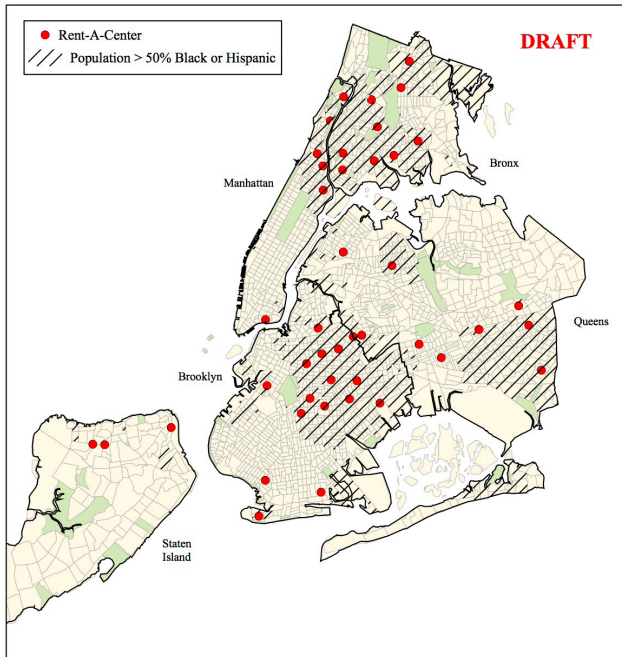 Rent-A-Center
Population > 50% Black or Hispanic
DRAFT
Bronx
Manhattan
Queens
Brooklyn
Staten
Island